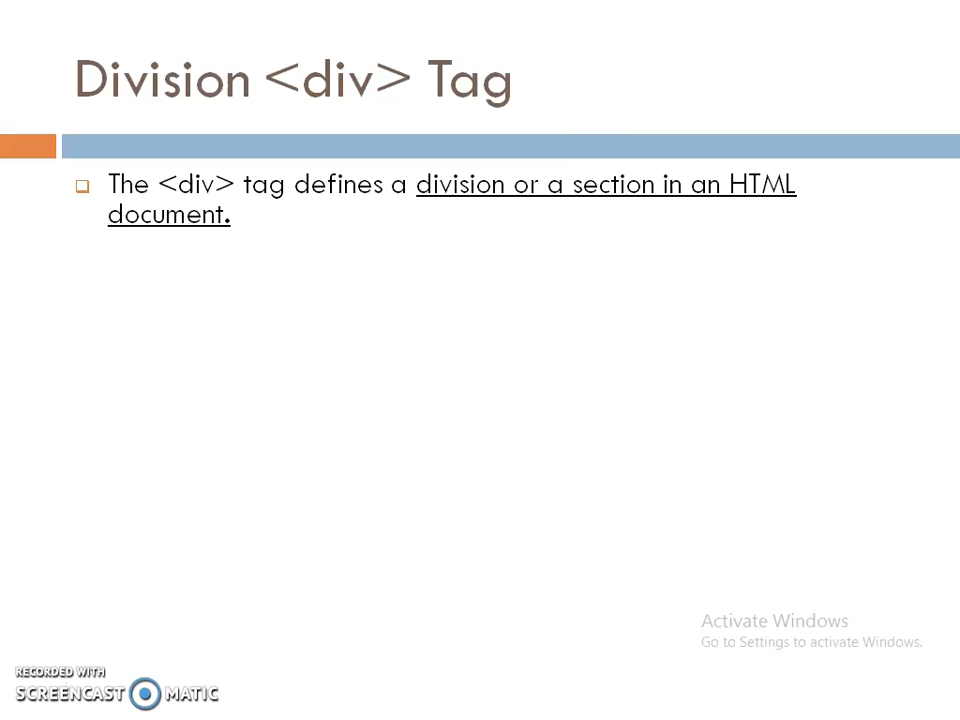 Division <div> Tag
The <div> tag defines a division or a section in an HTML
document.
Activate Windows
Go to Settings to activate Windows.
RECORDED WITH
SCREENCAST MATIC